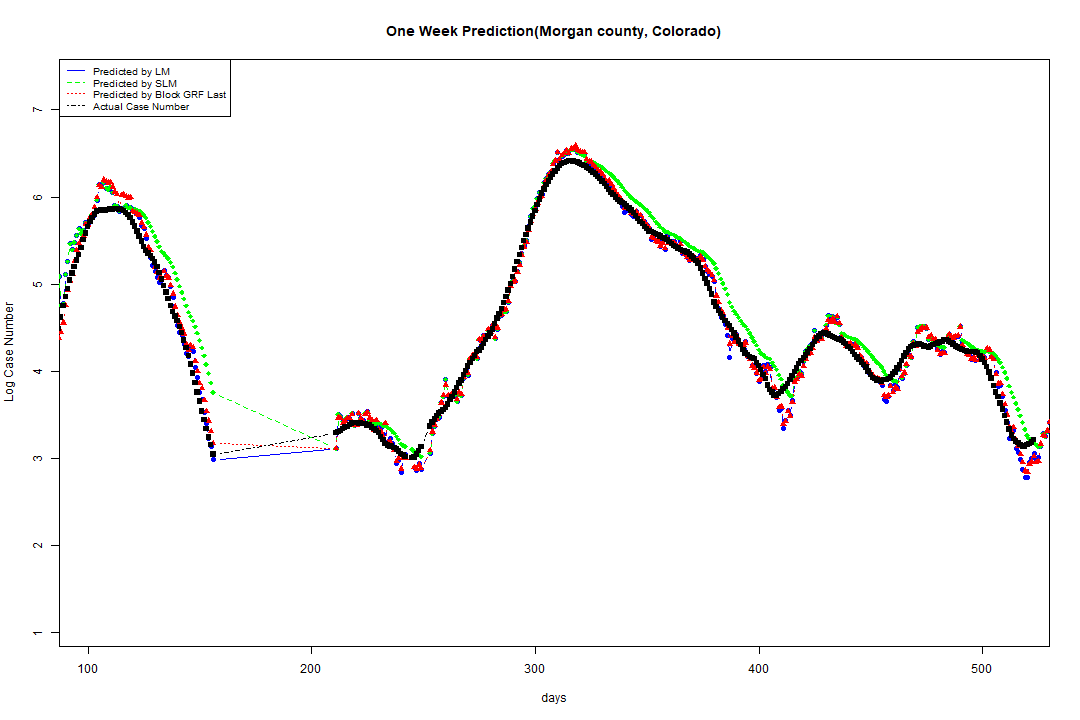 One Week Prediction(Morgan county, Colorado)
Predicted by LM
Predicted by SLM
Predicted by Block GRF Last
Actual Case Number
7
6
5
4
3
2
1
Log Case Number
100 200 300 400 500
days